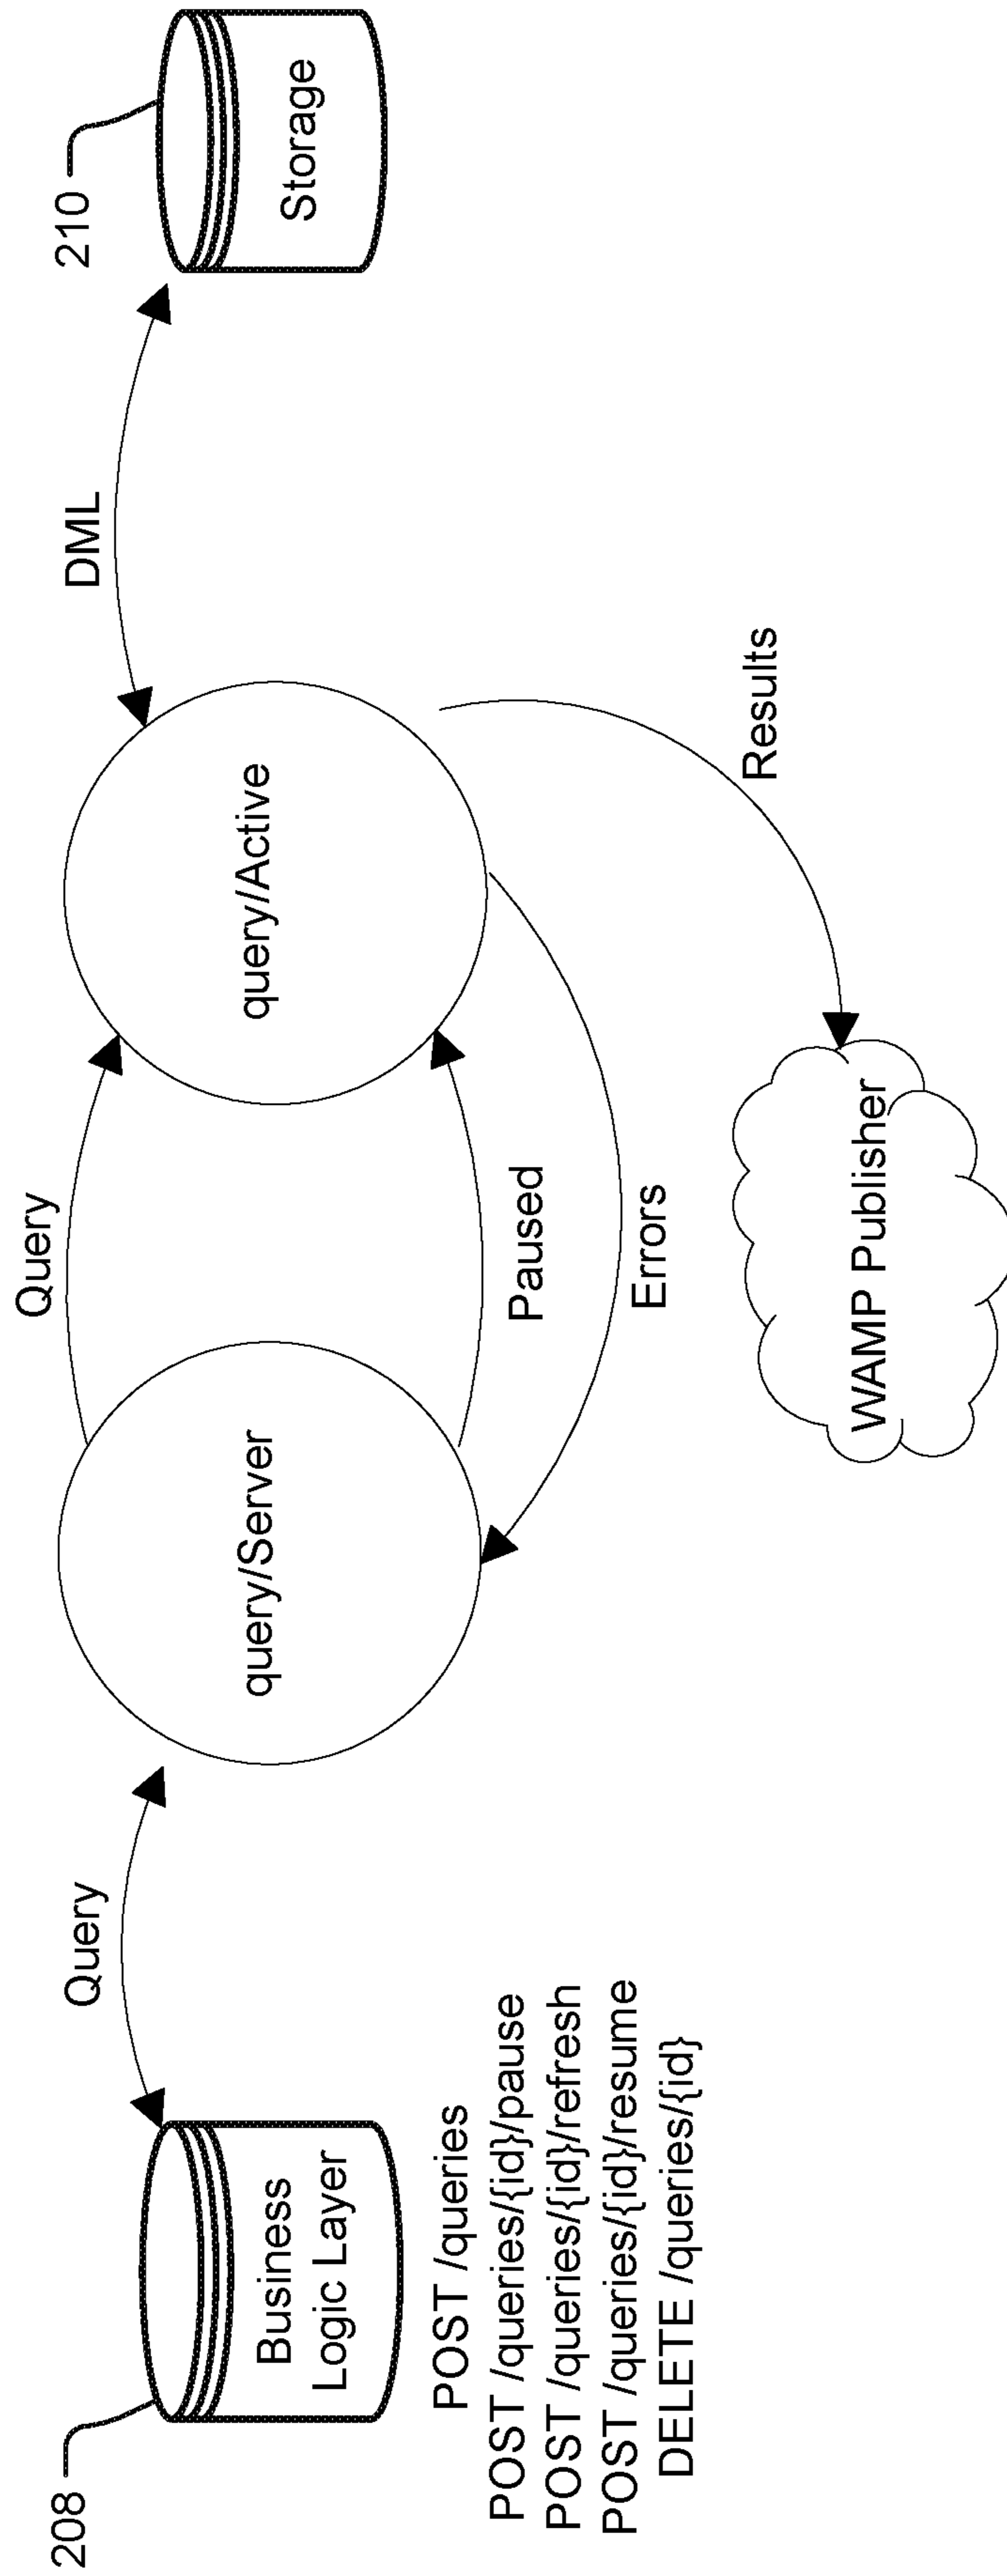 208
Business
Logic Layer
POST /queries
POST /queries/{id}/pause
POST /queries/{id}/refresh
POST /queries/{id}/resume
DELETE /queries/{id}
Query
query/Server
Query
Paused
Errors
query/Active
WAMP Publisher
Results
DML
210
Storage